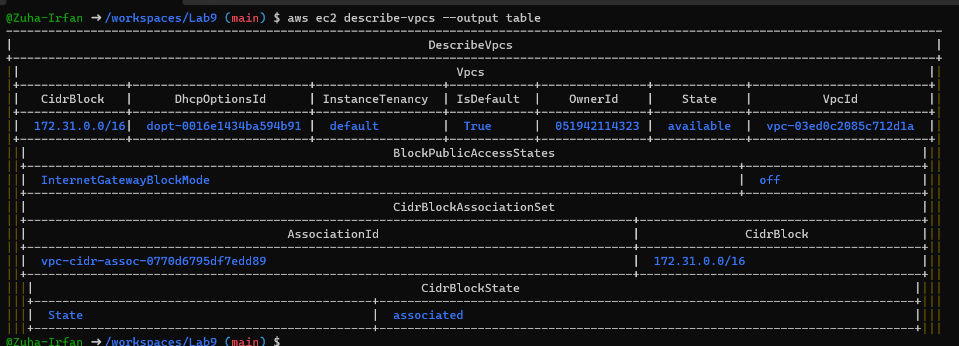 @Zuha-Irfan ➜ /workspaces/Lab9 (main) $ aws ec2 describe-vpcs --output table
DescribeVpcs
Vpcs
CidrBlock | DhcpOptionsId | InstanceTenancy | IsDefault | OwnerId | State | VpcId
172.31.0.0/16| dopt-0016e1434ba594b91 | default | True | 051942114323 | available | vpc-03ed0c2085c712d1a
BlockPublicAccessStates
InternetGatewayBlockMode | off
CidrBlockAssociationSet
AssociationId | CidrBlock
vpc-cidr-assoc-0770d6795df7edd89 | 172.31.0.0/16
CidrBlockState
State | associated
@Zuha-Irfan ➜ /workspaces/Lab9 (main) $